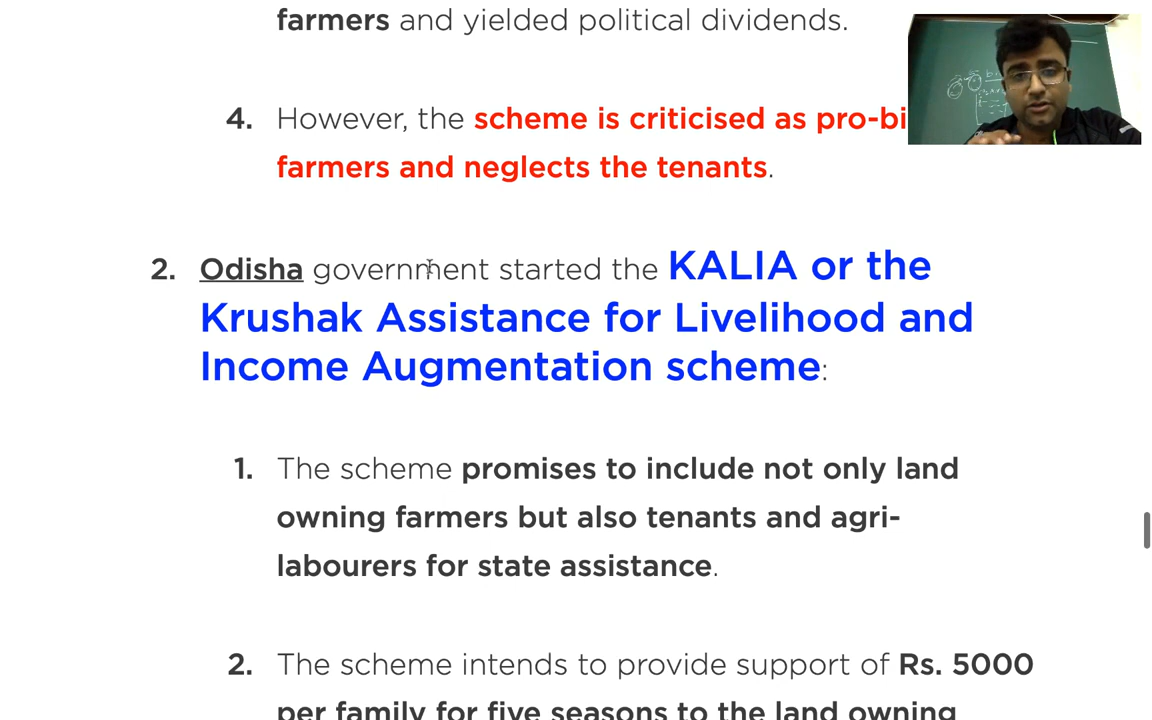 farmers and yielded political dividends.
4. However, the scheme is criticised as pro-bi
farmers and neglects the tenants.
2. Odisha government started the KALIA or the
Krushak Assistance for Livelihood and
Income Augmentation scheme:
1. The scheme promises to include not only land
owning farmers but also tenants and agri-
labourers for state assistance.
2. The scheme intends to provide support of Rs. 5000
per family for five seasons to the land owning